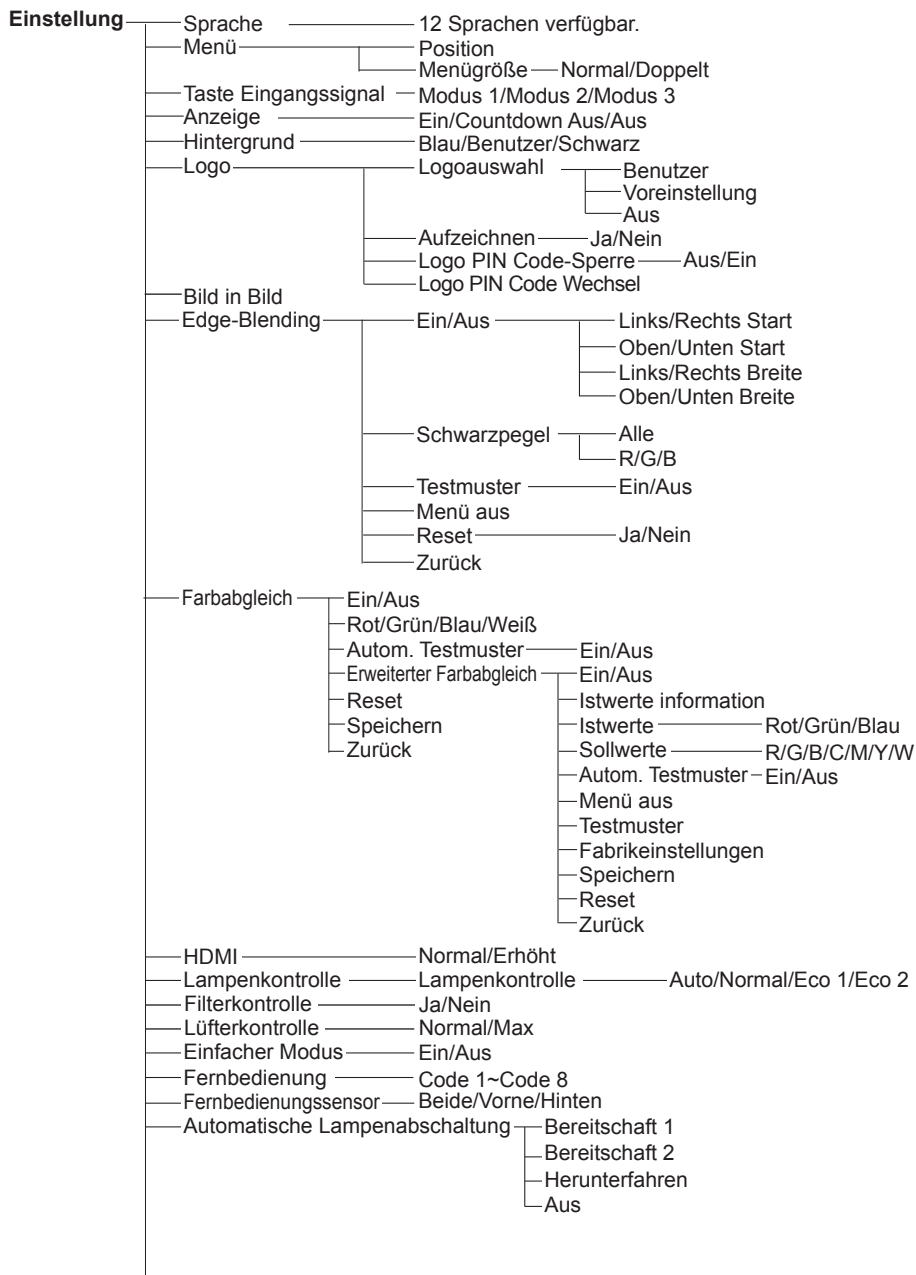 Einstellung Sprache 12 Sprachen verfügbar.
Menü Position
Menügröße Normal/Doppelt
Taste Eingangssignal Modus 1/Modus 2/Modus 3
Anzeige Ein/Countdown Aus/Aus
Hintergrund Blau/Benutzer/Schwarz
Logo Logoauswahl Benutzer
Voreinstellung
Aus
Aufzeichnen Ja/Nein
Logo PIN Code-Sperre Aus/Ein
Logo PIN Code Wechsel
Bild in Bild
Edge-Blending Ein/Aus Links/Rechts Start
Oben/Unten Start
Links/Rechts Breite
Oben/Unten Breite
Schwarzpegel Alle
R/G/B
Testmuster Ein/Aus
Menü aus
Reset Ja/Nein
Zurück
Farbabgleich Ein/Aus
Rot/Grün/Blau/Weiß
Autom. Testmuster Ein/Aus
Erweiterter Farbabgleich Ein/Aus
Reset Istwerte information
Speichern Istwerte Rot/Grün/Blau
Zurück Sollwerte R/G/B/C/M/Y/W
Autom. Testmuster Ein/Aus
Menü aus
Testmuster
Fabrikeinstellungen
Speichern
Reset
Zurück
HDMI Normal/Erhöht
Lampenkontrolle Lampenkontrolle Auto/Normal/Eco 1/Eco 2
Filterkontrolle Ja/Nein
Lüfterkontrolle Normal/Max
Einfacher Modus Ein/Aus
Fernbedienung Code 1~Code 8
Fernbedienungssensor Beide/Vorne/Hinten
Automatische Lampenabschaltung Bereitschaft 1
Bereitschaft 2
Herunterfahren
Aus